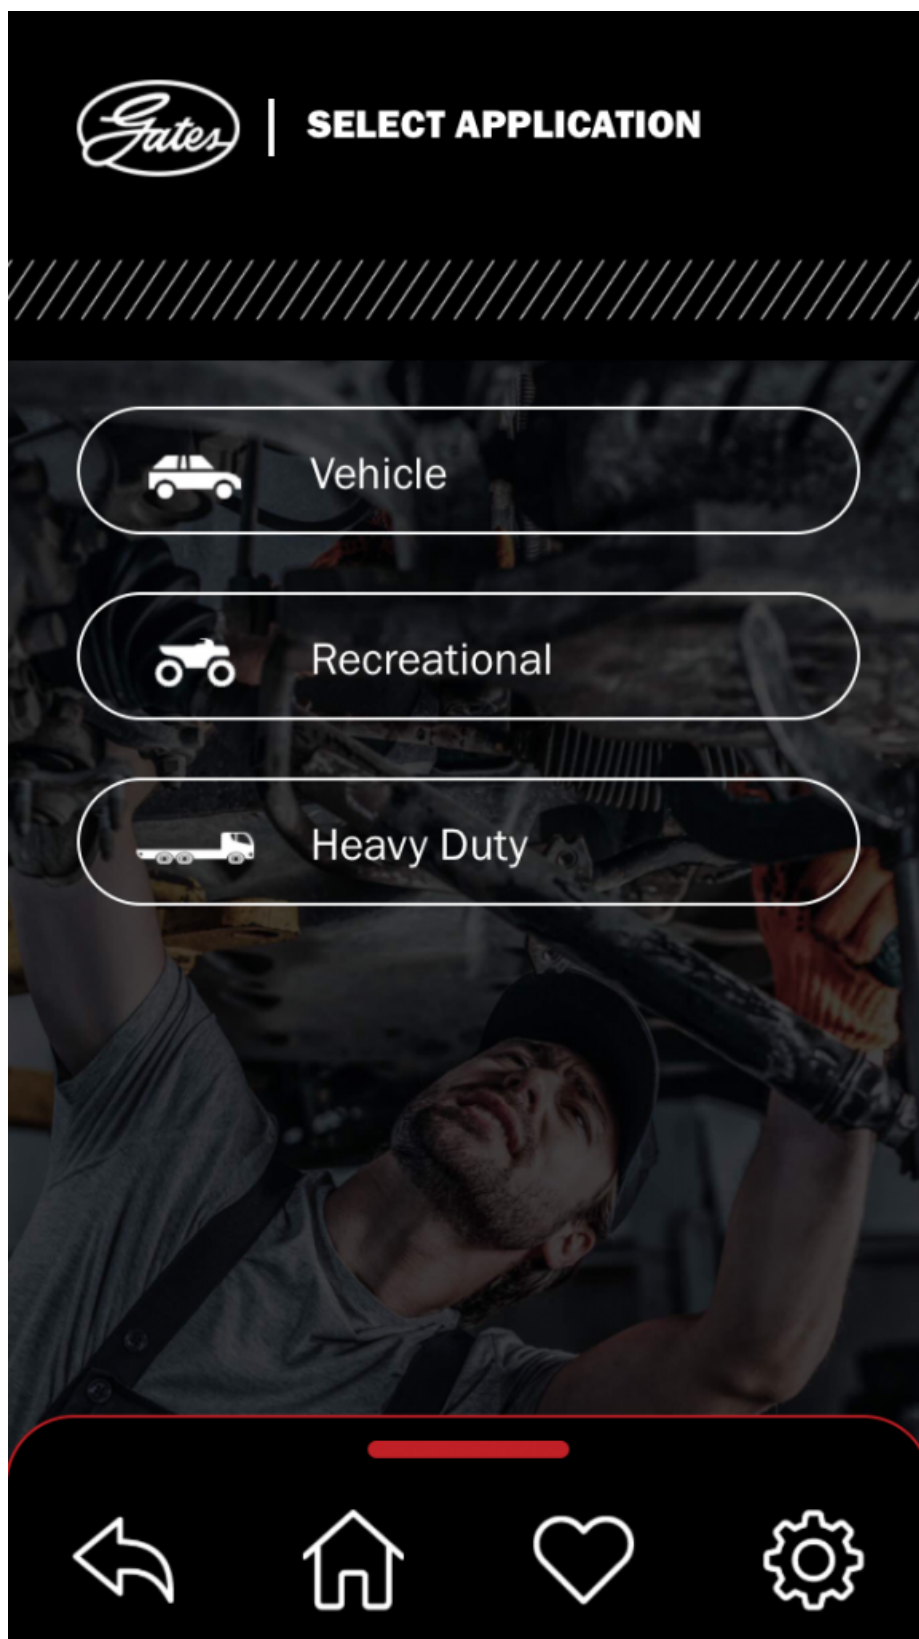 Gates
SELECT APPLICATION
Vehicle
Recreational
Heavy Duty